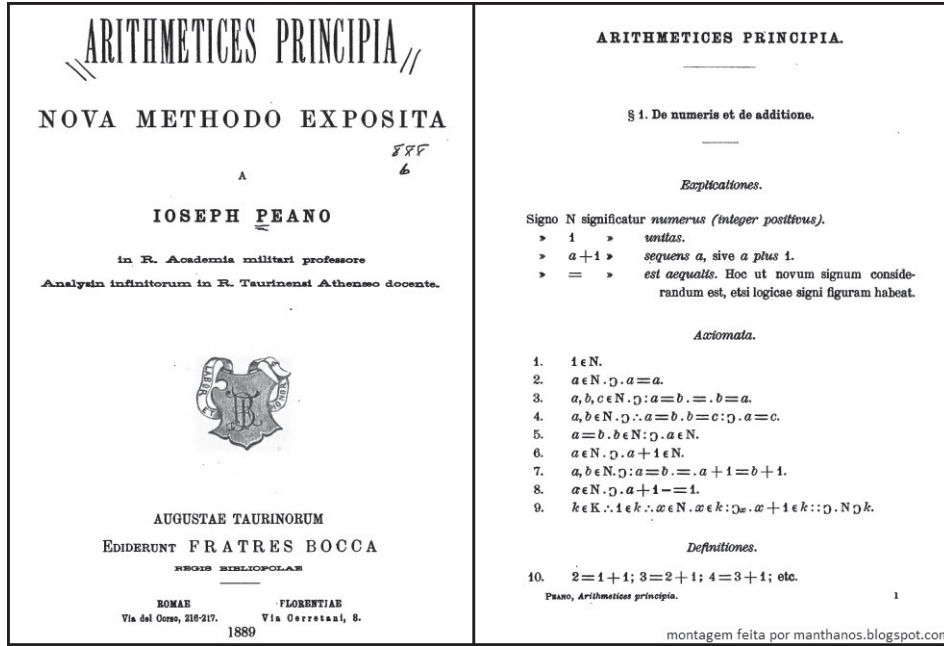 ARITHMETICES PRINCIPIA
NOVA METHODO EXPOSITA
888
6
A
IOSEPH PEANO
in R. Academia militari professore
Analysin infinitorum in R. Taurinensi Athenaeo docente.
LABOR ET HONOR
AUGUSTAE TAURINORUM
EDIDERUNT FRATRES BOCCA
REGIS BIBLIOPOLAE
ROMAE
Via del Corso, 216-217.
FLORENTIAE
Via Cerretani, 8.
1889
ARITHMETICES PRINCIPIA.
§ 1. De numeris et de additione.
Explicationes.
Signo N significatur numerus (integer positivus).
» 1 » unitas.
» a+1 » sequens a, sive a plus 1.
» = » est aequalis. Hoc ut novum signum conside-
randum est, etsi logicae signi figuram habeat.
Axiomata.
1. 1 ε N.
2. a ε N . ɔ . a = a.
3. a, b, c ε N . ɔ : a = b . = . b = a.
4. a, b ε N . ɔ ∴ a = b . b = c : ɔ . a = c.
5. a = b . b ε N : ɔ . a ε N.
6. a ε N . ɔ . a + 1 ε N.
7. a, b ε N . ɔ : a = b . = . a + 1 = b + 1.
8. a ε N . ɔ . a + 1 - = 1.
9. k ε K ∴ 1 ε k ∴ x ε N . x ε k : ɔₓ . x + 1 ε k :: ɔ . N ɔ k.
Definitiones.
10. 2 = 1 + 1; 3 = 2 + 1; 4 = 3 + 1; etc.
PEANO, Arithmetices principia. 1
montagem feita por manthanos.blogspot.com